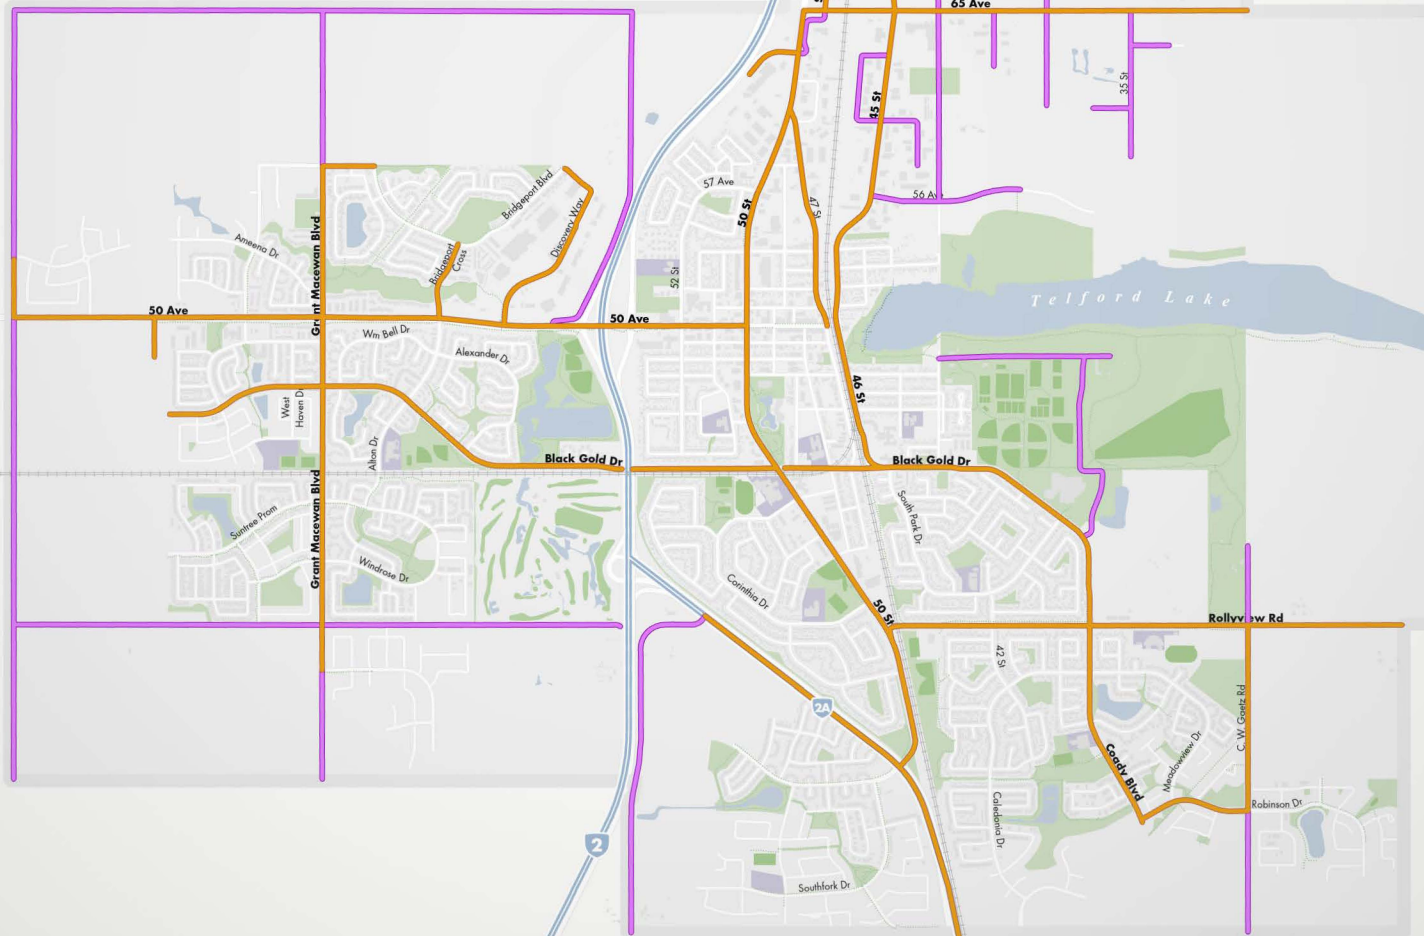 65 Ave
35 St
45 St
57 Ave
56 Ave
Bridgeport Blvd
50 St
47 St
Discovery Way
Grant Macewan Blvd
Ameena Dr
Bridgeport
Cross
52 St
Telford Lake
50 Ave
50 Ave
Wm Bell Dr
Alexander Dr
46 St
West
Haven Dr
Alton Dr
Black Gold Dr
Black Gold Dr
Grant Macewan Blvd
South Park Dr
Suntree Prom
Windrose Dr
Corinthia Dr
50 St
Rollyview Rd
42 St
C. W. Gaetz Rd
2A
Meadowview Dr
Coady Blvd
Caledonia Dr
Robinson Dr
2
Southfork Dr